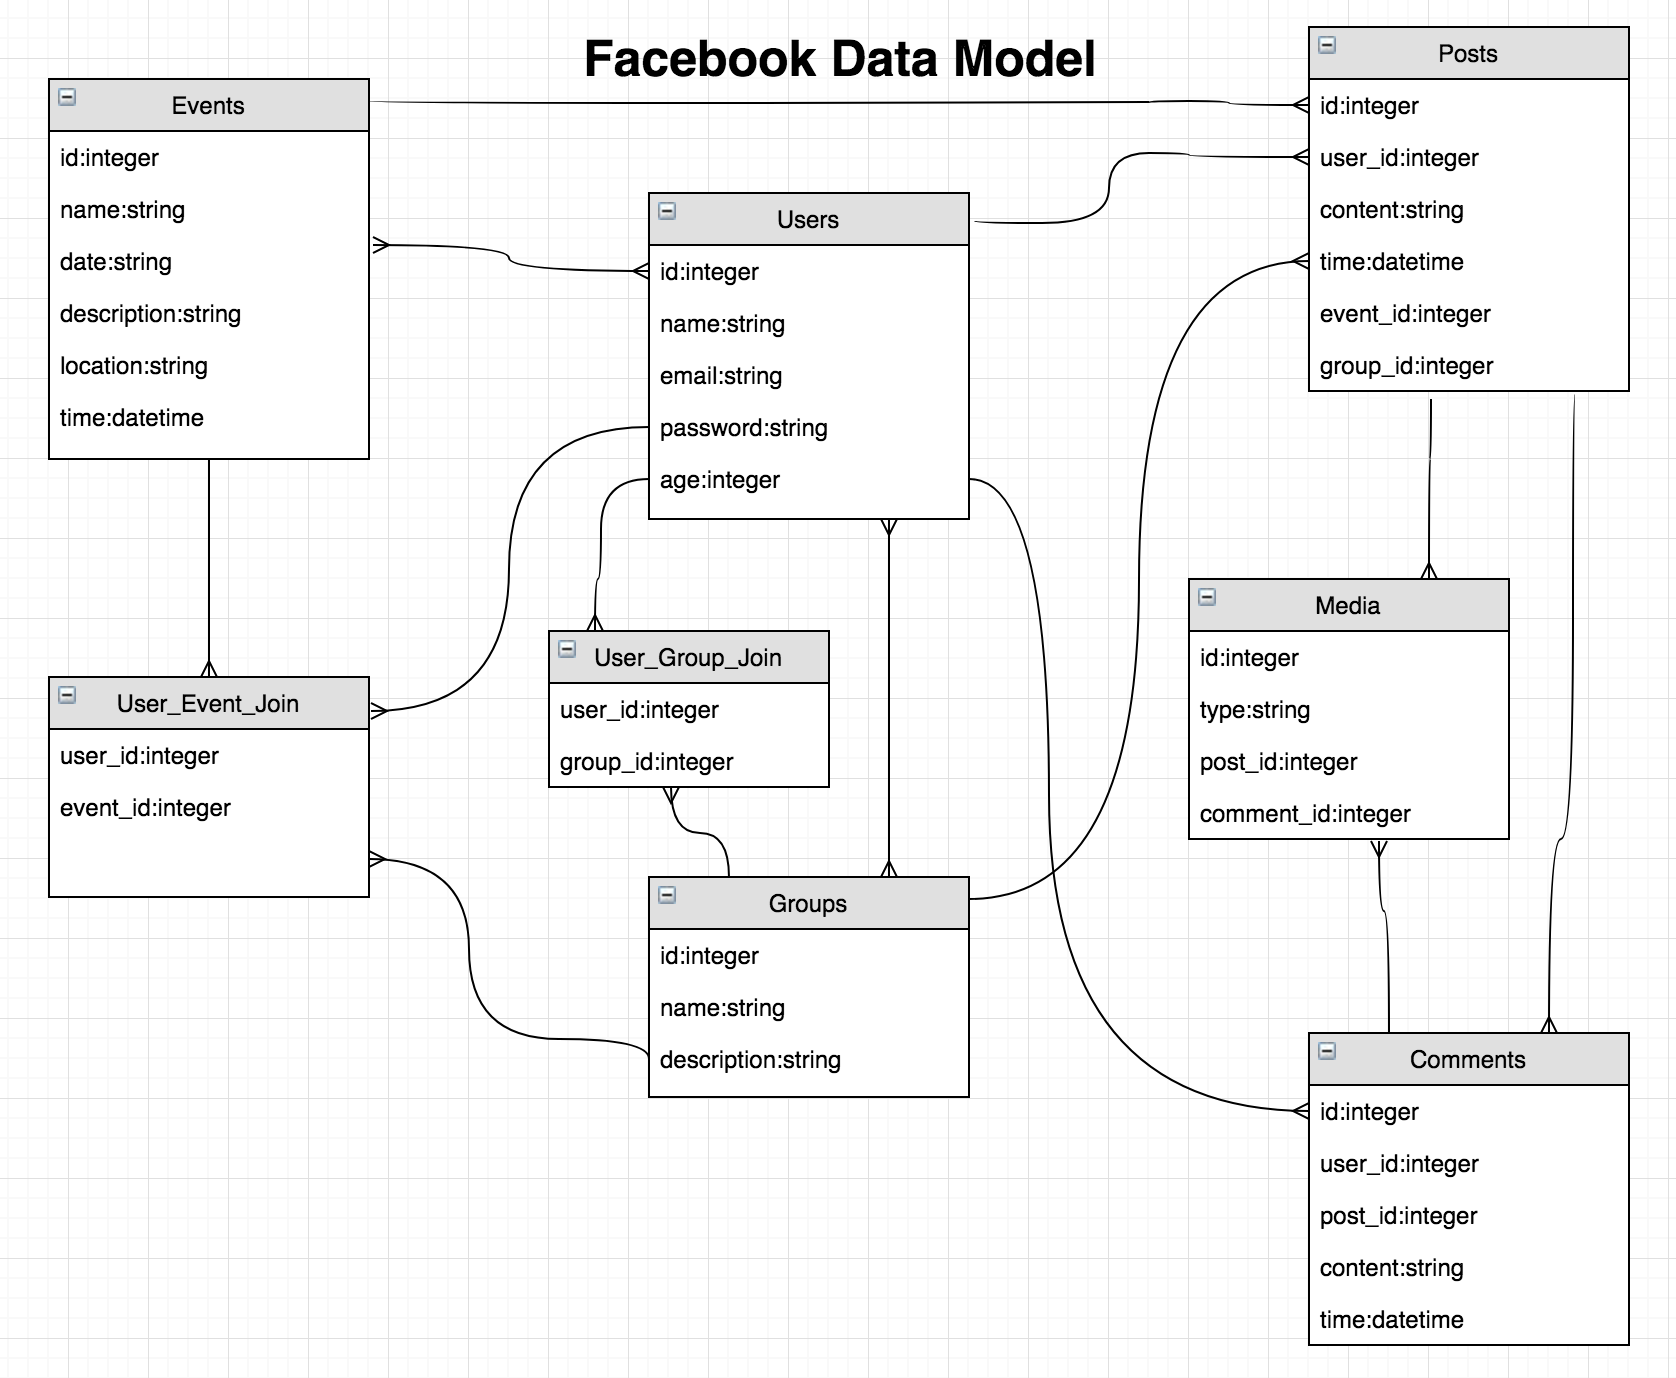 Facebook Data Model
Events
id:integer
name:string
date:string
description:string
location:string
time:datetime
Users
id:integer
name:string
email:string
password:string
age:integer
Posts
id:integer
user_id:integer
content:string
time:datetime
event_id:integer
group_id:integer
User_Event_Join
user_id:integer
event_id:integer
User_Group_Join
user_id:integer
group_id:integer
Media
id:integer
type:string
post_id:integer
comment_id:integer
Groups
id:integer
name:string
description:string
Comments
id:integer
user_id:integer
post_id:integer
content:string
time:datetime